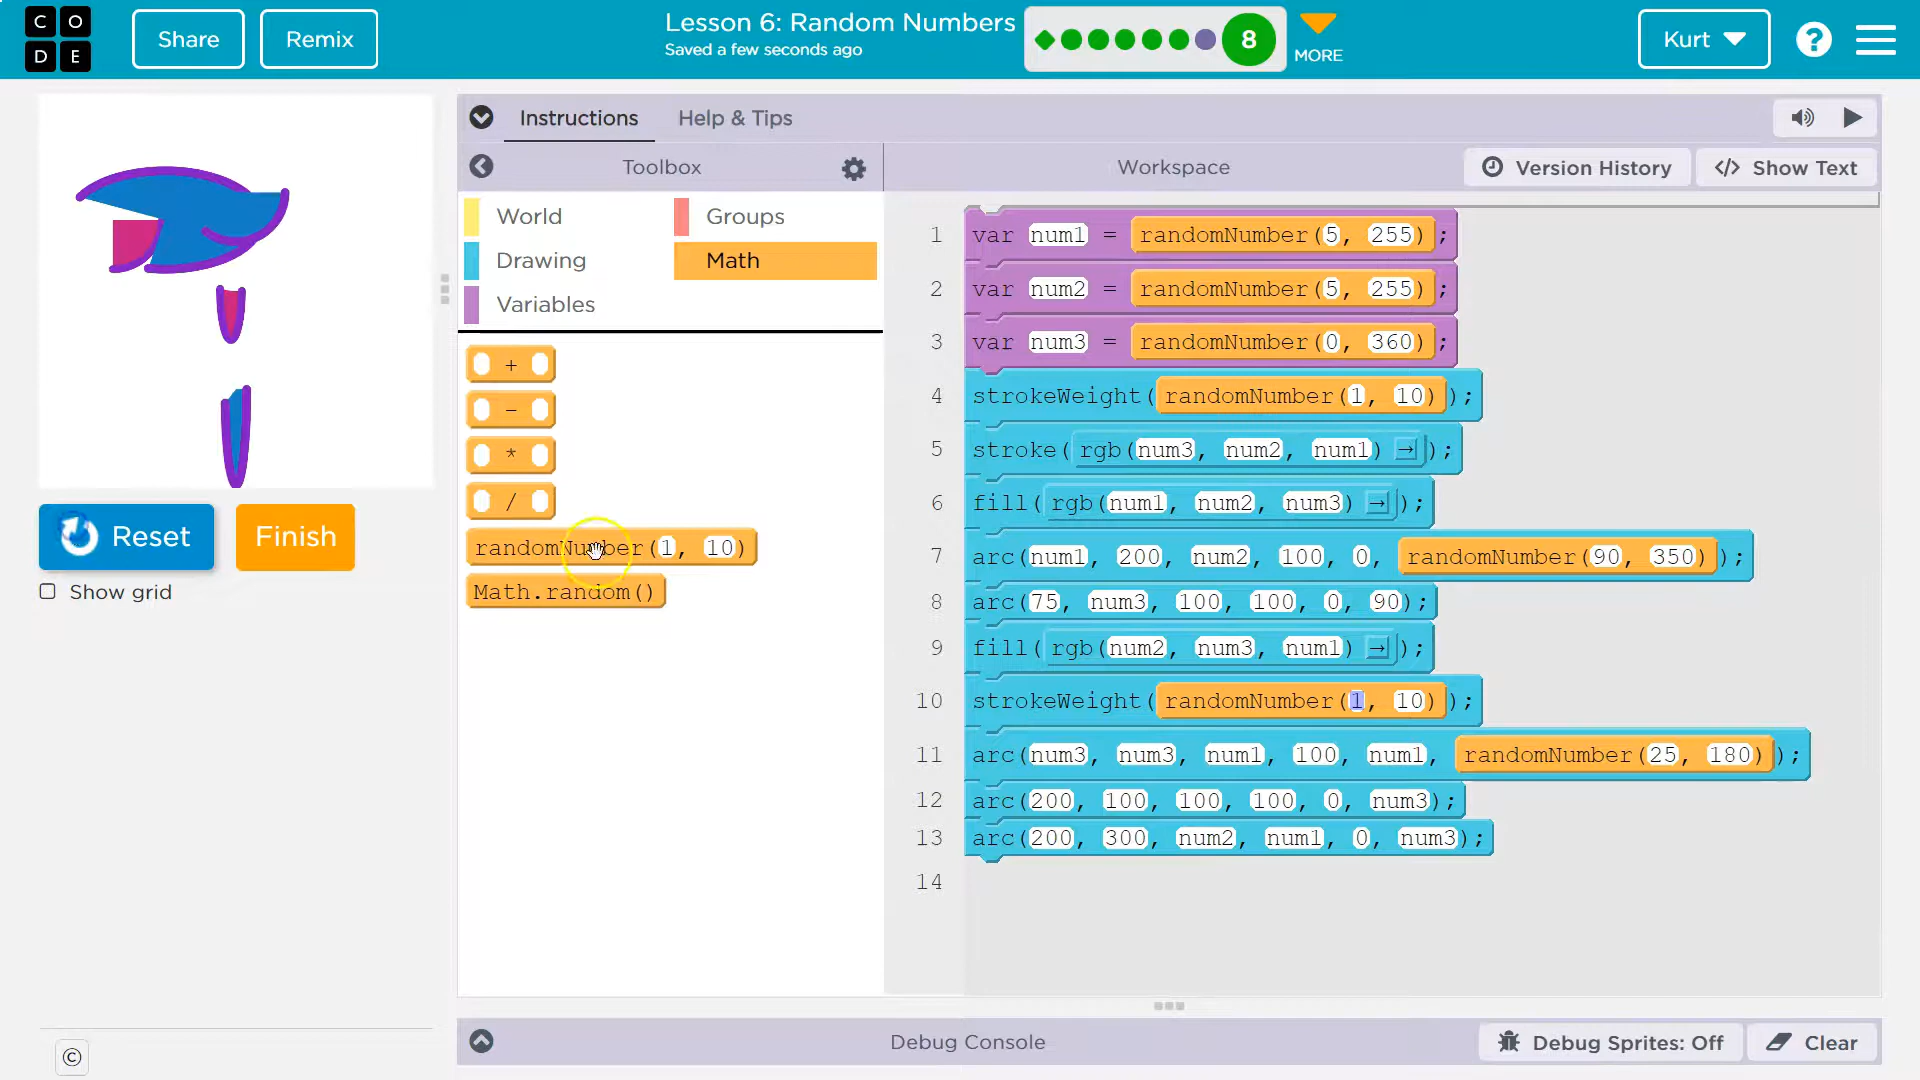 C O
D E
Share
Remix
Lesson 6: Random Numbers
Saved a few seconds ago
8
MORE
Kurt
?
Instructions
Help & Tips
Toolbox
Workspace
Version History
</> Show Text
World
Groups
Drawing
Math
Variables
+
-
*
/
randomNumber(1, 10)
Math.random()
Reset
Finish
Show grid
1 var num1 = randomNumber(5, 255);
2 var num2 = randomNumber(5, 255);
3 var num3 = randomNumber(0, 360);
4 strokeWeight(randomNumber(1, 10));
5 stroke(rgb(num3, num2, num1) →);
6 fill(rgb(num1, num2, num3) →);
7 arc(num1, 200, num2, 100, 0, randomNumber(90, 350));
8 arc(75, num3, 100, 100, 0, 90);
9 fill(rgb(num2, num3, num1) →);
10 strokeWeight(randomNumber(1, 10));
11 arc(num3, num3, num1, 100, num1, randomNumber(25, 180));
12 arc(200, 100, 100, 100, 0, num3);
13 arc(200, 300, num2, num1, 0, num3);
14
©
Debug Console
Debug Sprites: Off
Clear